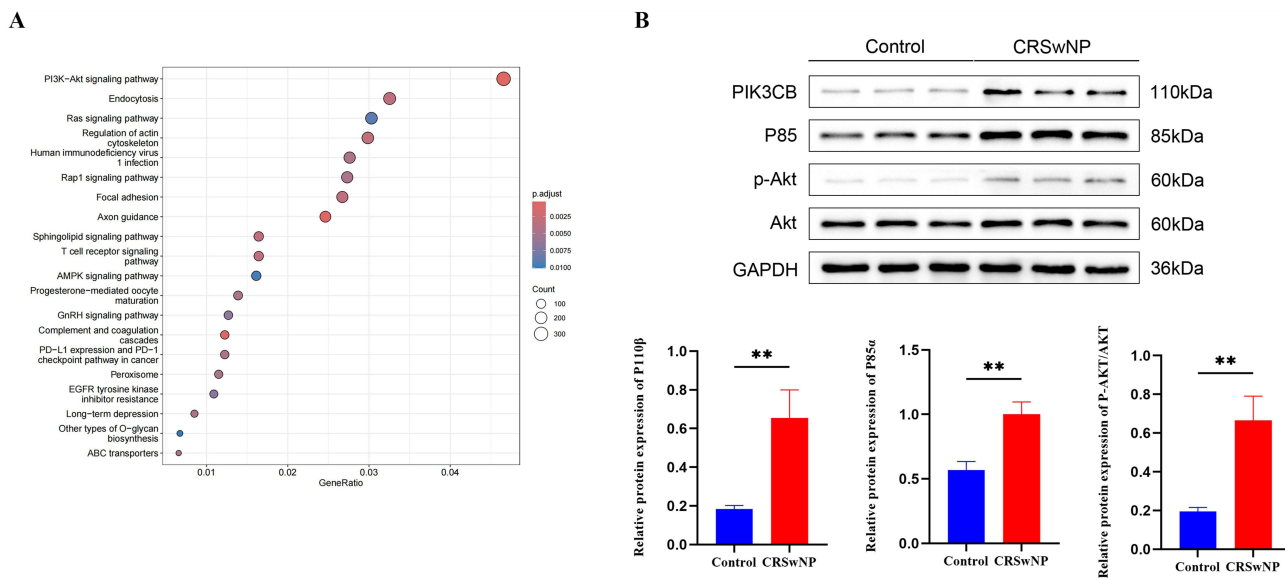 A
PI3K−Akt signaling pathway
Endocytosis
Ras signaling pathway
Regulation of actin
cytoskeleton
Human immunodeficiency virus
1 infection
Rap1 signaling pathway
Focal adhesion
Axon guidance
Sphingolipid signaling pathway
T cell receptor signaling
pathway
AMPK signaling pathway
Progesterone−mediated oocyte
maturation
GnRH signaling pathway
Complement and coagulation
cascades
PD−L1 expression and PD−1
checkpoint pathway in cancer
Peroxisome
EGFR tyrosine kinase
inhibitor resistance
Long−term depression
Other types of O−glycan
biosynthesis
ABC transporters
0.01
0.02
0.03
0.04
GeneRatio
p.adjust
0.0025
0.0050
0.0075
0.0100
Count
100
200
300
B
Control
CRSwNP
PIK3CB
110kDa
P85
85kDa
p-Akt
60kDa
Akt
60kDa
GAPDH
36kDa
Relative protein expression of P110β
1.0
0.8
0.6
0.4
0.2
0.0
**
Control
CRSwNP
Relative protein expression of P85α
1.5
1.0
0.5
0.0
**
Control
CRSwNP
Relative protein expression of P-AKT/AKT
1.0
0.8
0.6
0.4
0.2
0.0
**
Control
CRSwNP